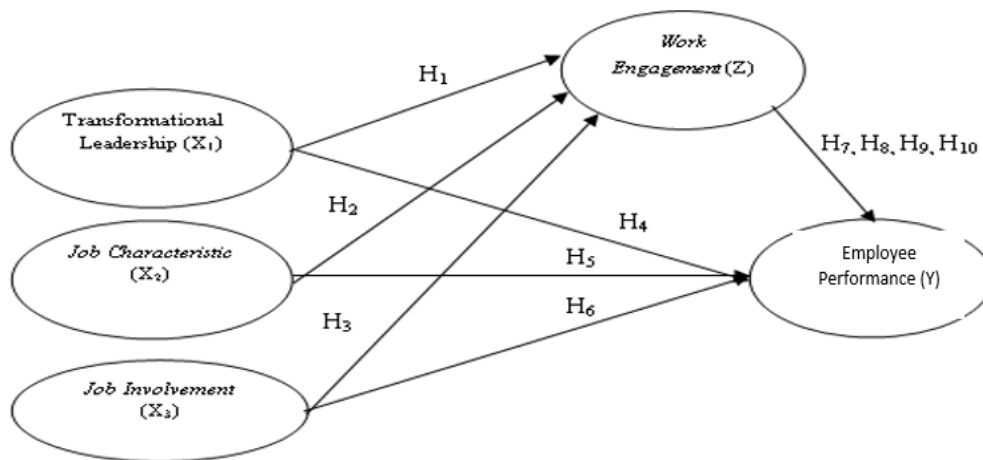 Work
Engagement (Z)
H₁
Transformational
Leadership (X₁)
H₇, H₈, H₉, H₁₀
H₂
H₄
Job Characteristic
(X₂)
H₅
Employee
Performance (Y)
H₆
H₃
Job Involvement
(X₃)